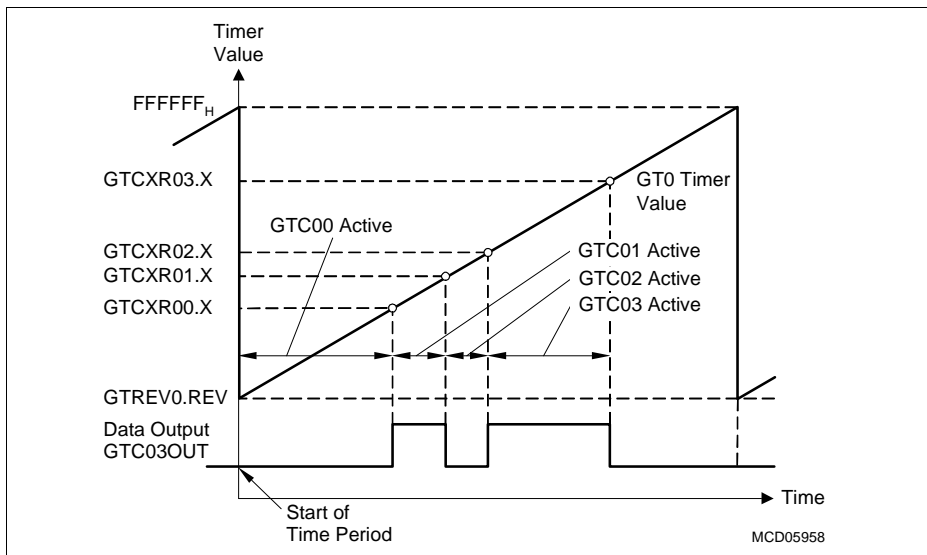 Timer
Value
FFFFFF_H
GTCXR03.X
GT0 Timer
Value
GTC00 Active
GTCXR02.X
GTC01 Active
GTCXR01.X
GTC02 Active
GTCXR00.X
GTC03 Active
GTREV0.REV
Data Output
GTC03OUT
Time
Start of
Time Period
MCD05958